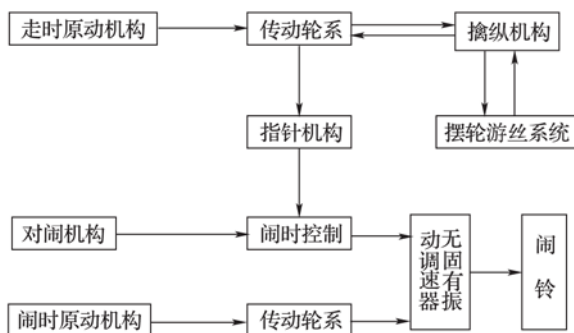 走时原动机构
传动轮系
擒纵机构
指针机构
摆轮游丝系统
对闹机构
闹时控制
无固有振
动调速器
闹铃
闹时原动机构
传动轮系